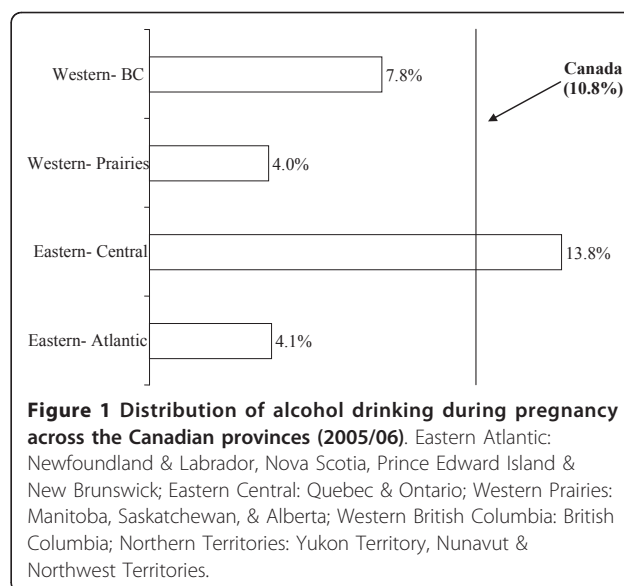 Western- BC
7.8%
Canada
(10.8%)
Western- Prairies
4.0%
Eastern- Central
13.8%
Eastern- Atlantic
4.1%
Figure 1 Distribution of alcohol drinking during pregnancy
across the Canadian provinces (2005/06). Eastern Atlantic:
Newfoundland & Labrador, Nova Scotia, Prince Edward Island &
New Brunswick; Eastern Central: Quebec & Ontario; Western Prairies:
Manitoba, Saskatchewan, & Alberta; Western British Columbia: British
Columbia; Northern Territories: Yukon Territory, Nunavut &
Northwest Territories.